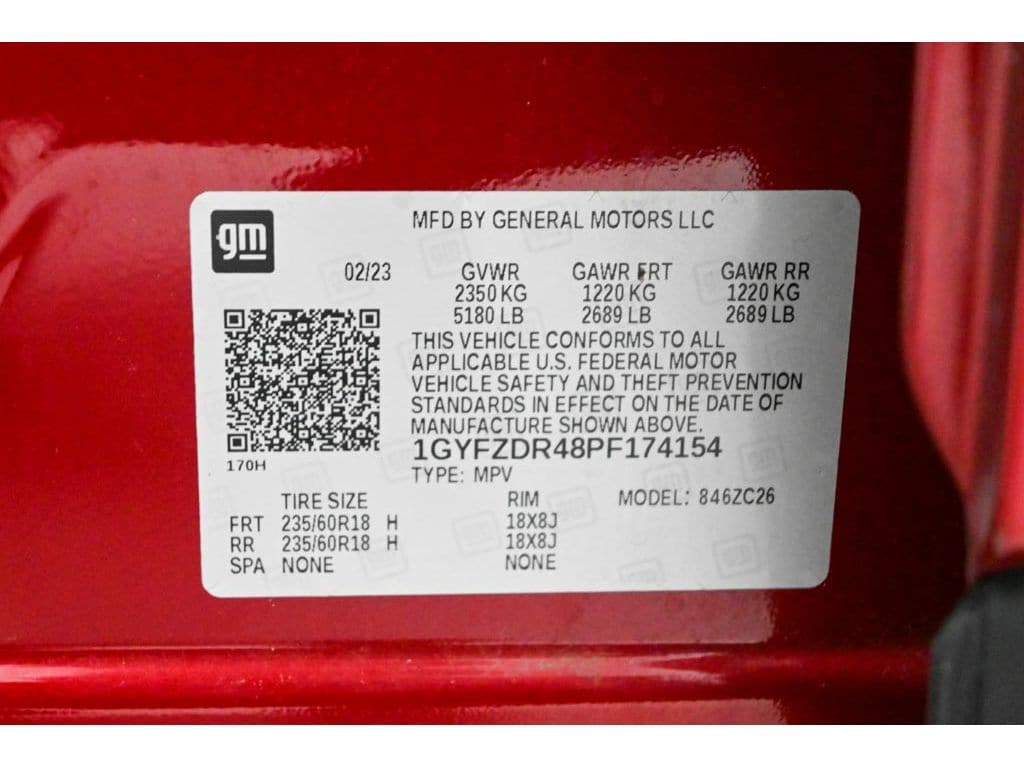 gm
MFD BY GENERAL MOTORS LLC
02/23 GVWR GAWR FRT GAWR RR
2350 KG 1220 KG 1220 KG
5180 LB 2689 LB 2689 LB
THIS VEHICLE CONFORMS TO ALL
APPLICABLE U.S. FEDERAL MOTOR
VEHICLE SAFETY AND THEFT PREVENTION
STANDARDS IN EFFECT ON THE DATE OF
MANUFACTURE SHOWN ABOVE.
1GYFZDR48PF174154
170H
TYPE: MPV
TIRE SIZE RIM MODEL: 846ZC26
FRT 235/60R18 H 18X8J
RR 235/60R18 H 18X8J
SPA NONE NONE